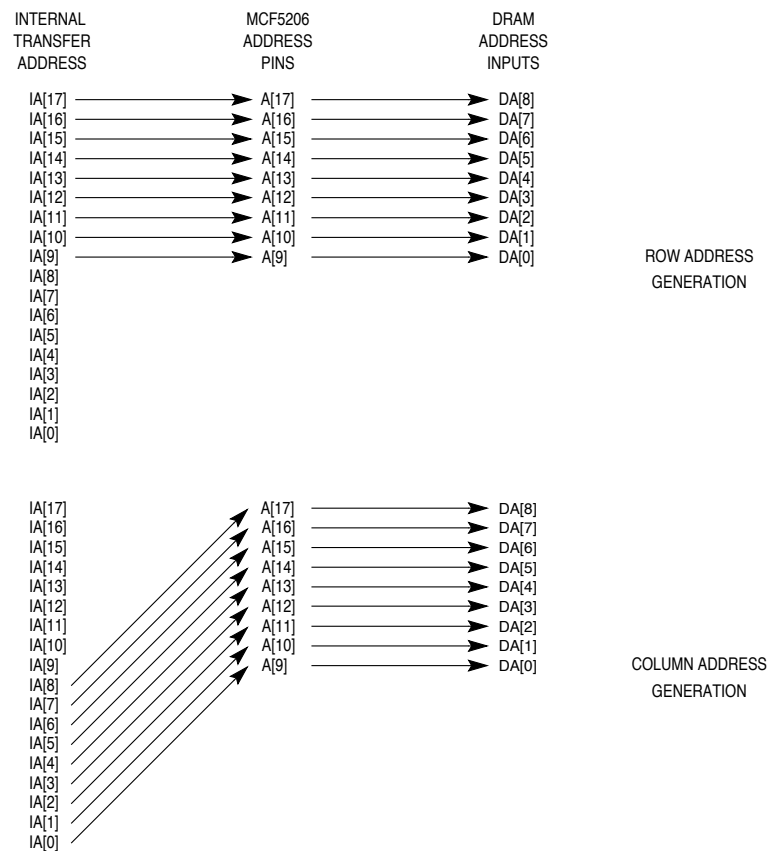 INTERNAL MCF5206 DRAM
TRANSFER ADDRESS ADDRESS
ADDRESS PINS INPUTS
IA[17] A[17] DA[8]
IA[16] A[16] DA[7]
IA[15] A[15] DA[6]
IA[14] A[14] DA[5]
IA[13] A[13] DA[4]
IA[12] A[12] DA[3]
IA[11] A[11] DA[2]
IA[10] A[10] DA[1]
IA[9] A[9] DA[0] ROW ADDRESS
IA[8] GENERATION
IA[7]
IA[6]
IA[5]
IA[4]
IA[3]
IA[2]
IA[1]
IA[0]
IA[17] A[17] DA[8]
IA[16] A[16] DA[7]
IA[15] A[15] DA[6]
IA[14] A[14] DA[5]
IA[13] A[13] DA[4]
IA[12] A[12] DA[3]
IA[11] A[11] DA[2]
IA[10] A[10] DA[1]
IA[9] A[9] DA[0] COLUMN ADDRESS
IA[8] GENERATION
IA[7]
IA[6]
IA[5]
IA[4]
IA[3]
IA[2]
IA[1]
IA[0]